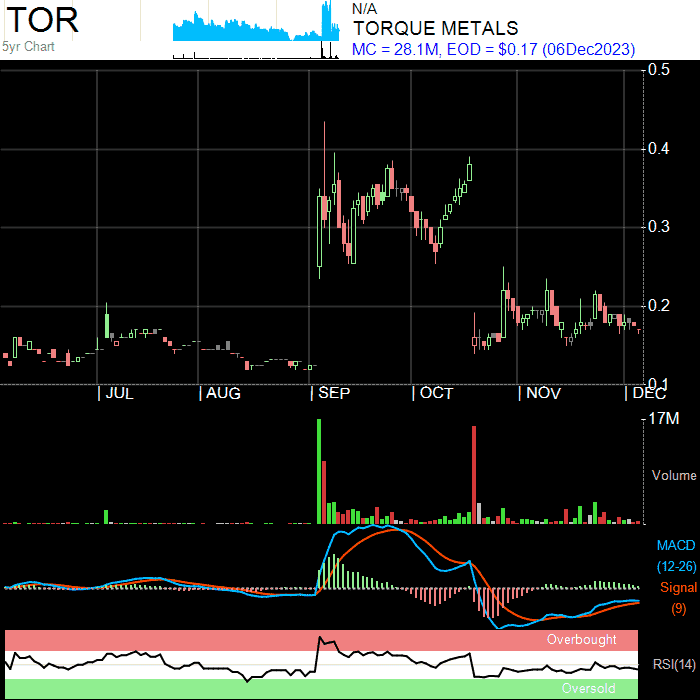 TOR
5yr Chart
N/A
TORQUE METALS
MC = 28.1M, EOD = $0.17 (06Dec2023)
0.5
0.4
0.3
0.2
0.1
| JUL | AUG | SEP | OCT | NOV | DEC
17M
Volume
MACD
(12-26)
Signal
(9)
Overbought
RSI(14)
Oversold